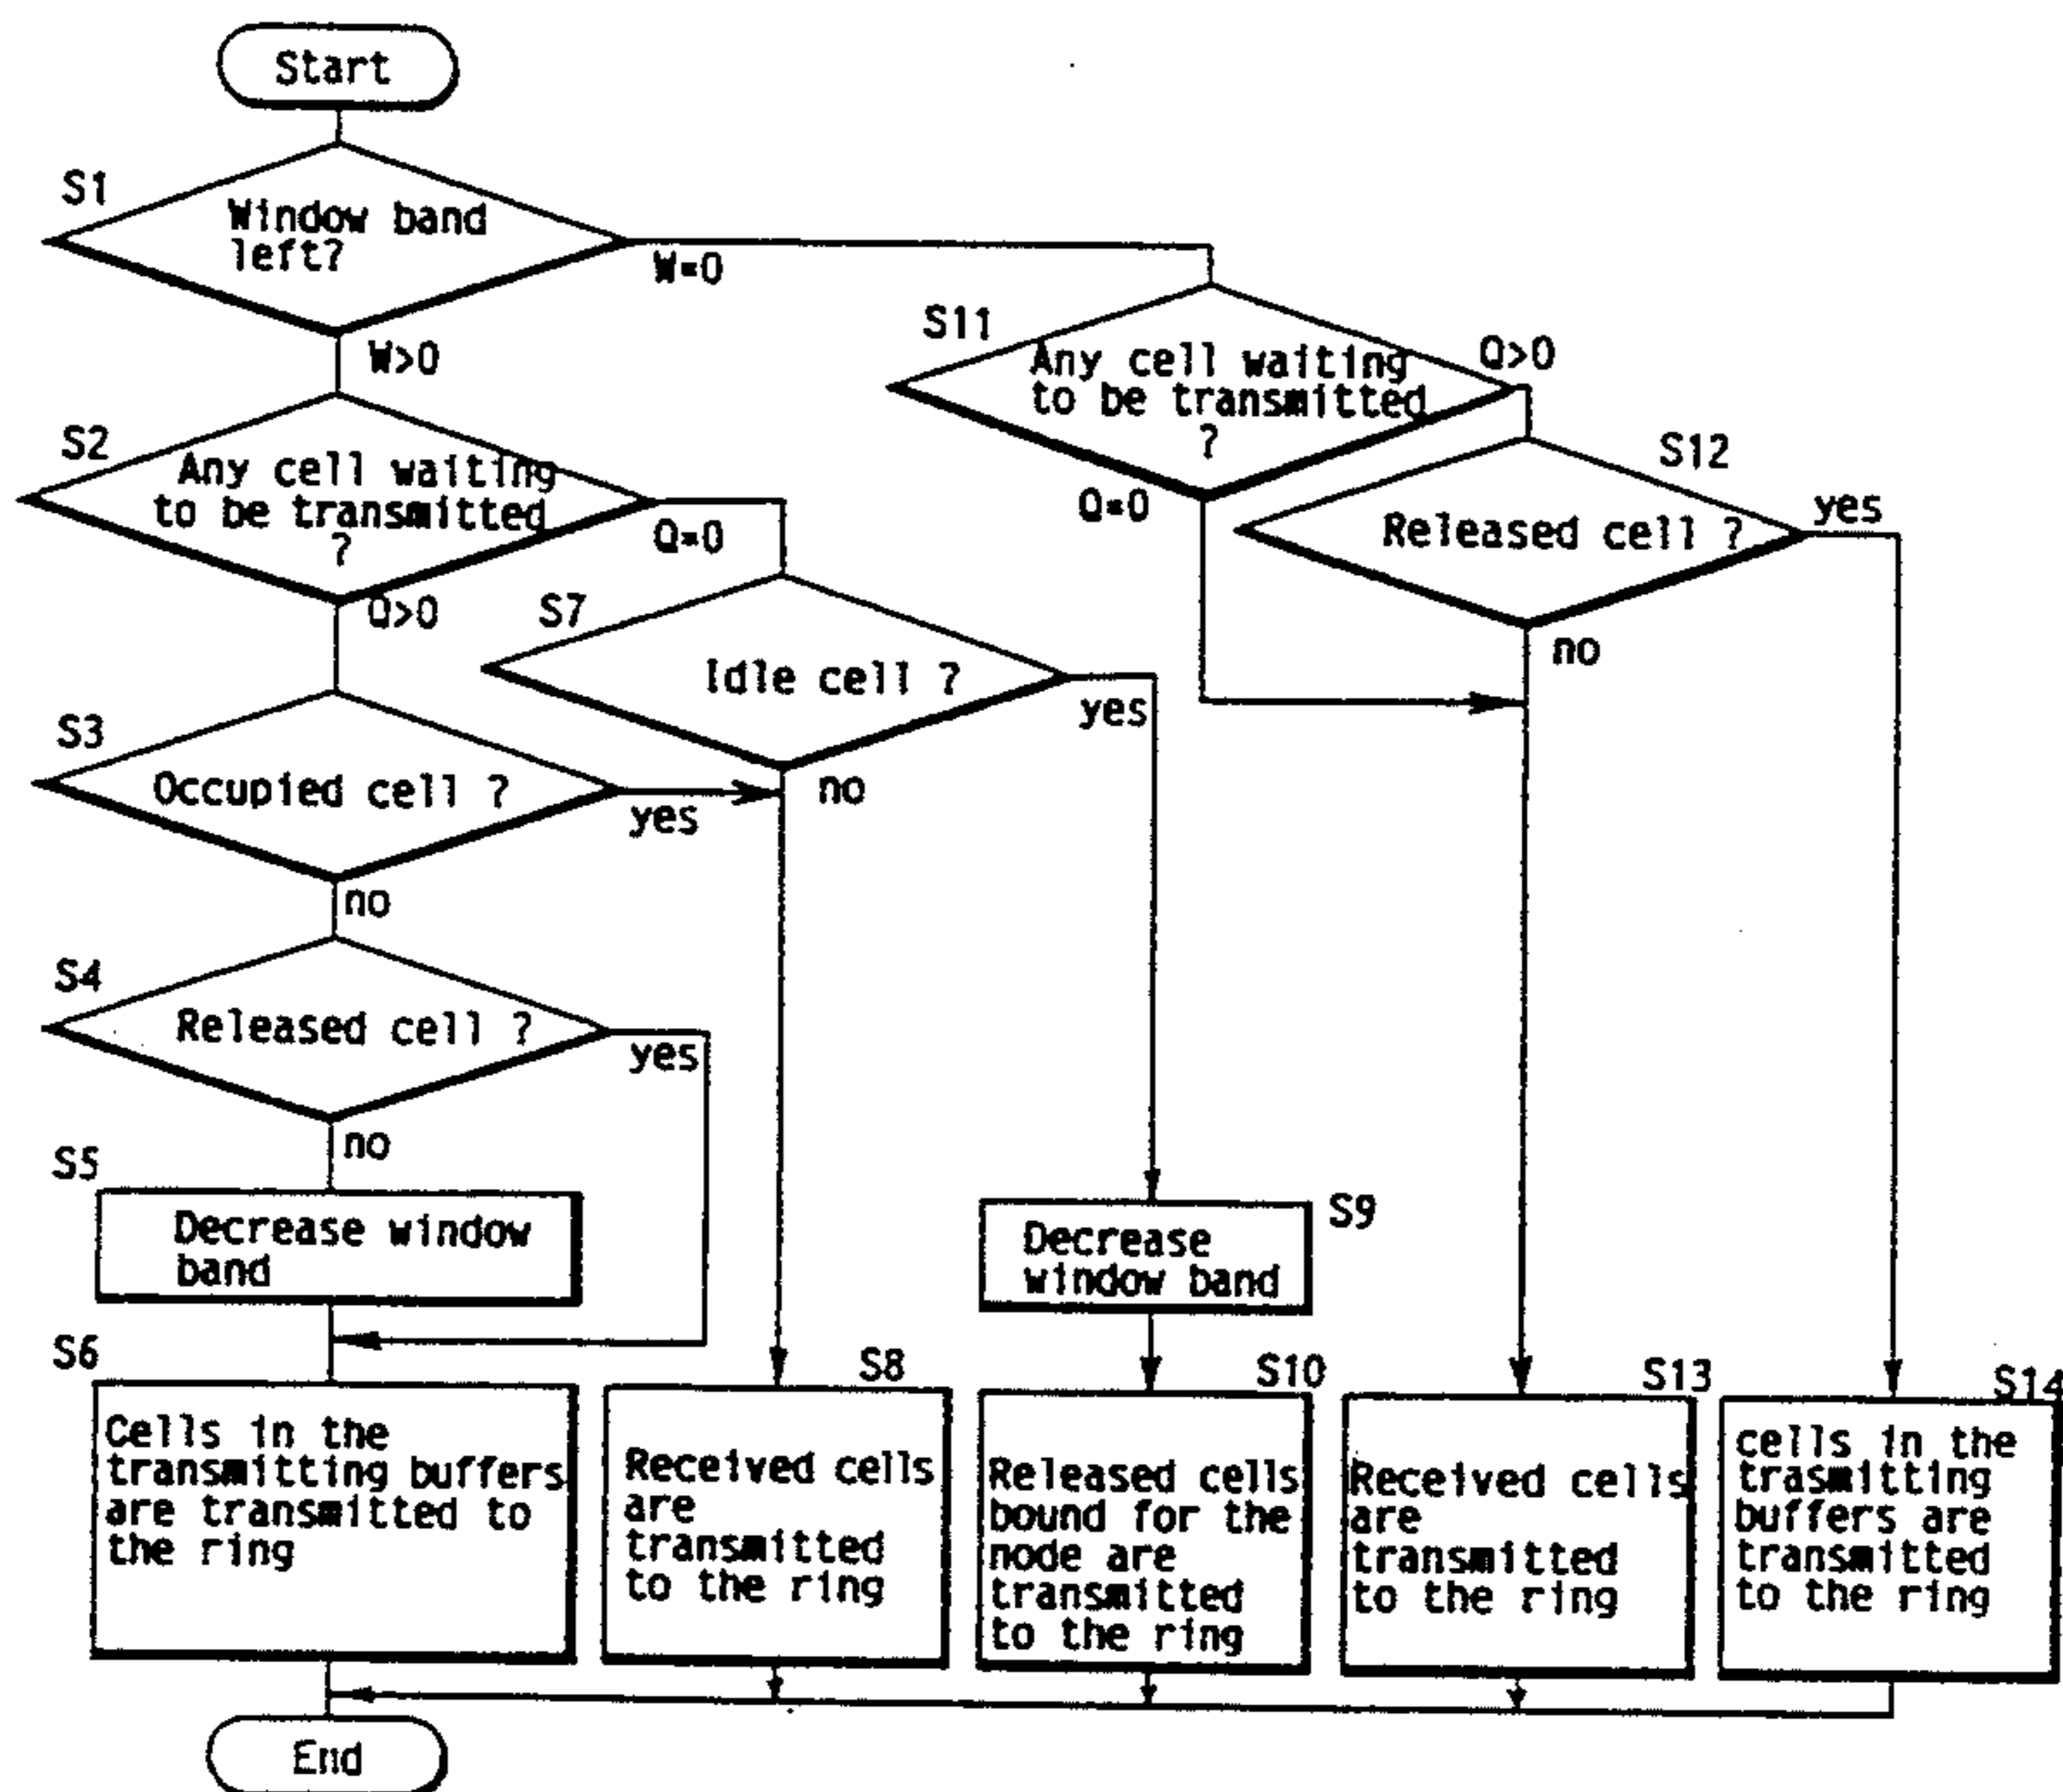 Start
S1
Window band
left?
W=0
W>0
S11
Any cell waiting
to be transmitted
?
Q>0
Q=0
S2
Any cell waiting
to be transmitted
?
Q=0
Q>0
S12
Released cell ?
yes
no
S7
Idle cell ?
yes
no
S3
Occupied cell ?
yes
no
S4
Released cell ?
yes
no
S5
Decrease window
band
S9
Decrease
window band
S6
Cells in the
transmitting buffers
are transmitted to
the ring
S8
Received cells
are
transmitted
to the ring
S10
Released cells
bound for the
node are
transmitted
to the ring
S13
Received cells
are
transmitted
to the ring
S14
cells in the
trasmitting
buffers are
transmitted
to the ring
End